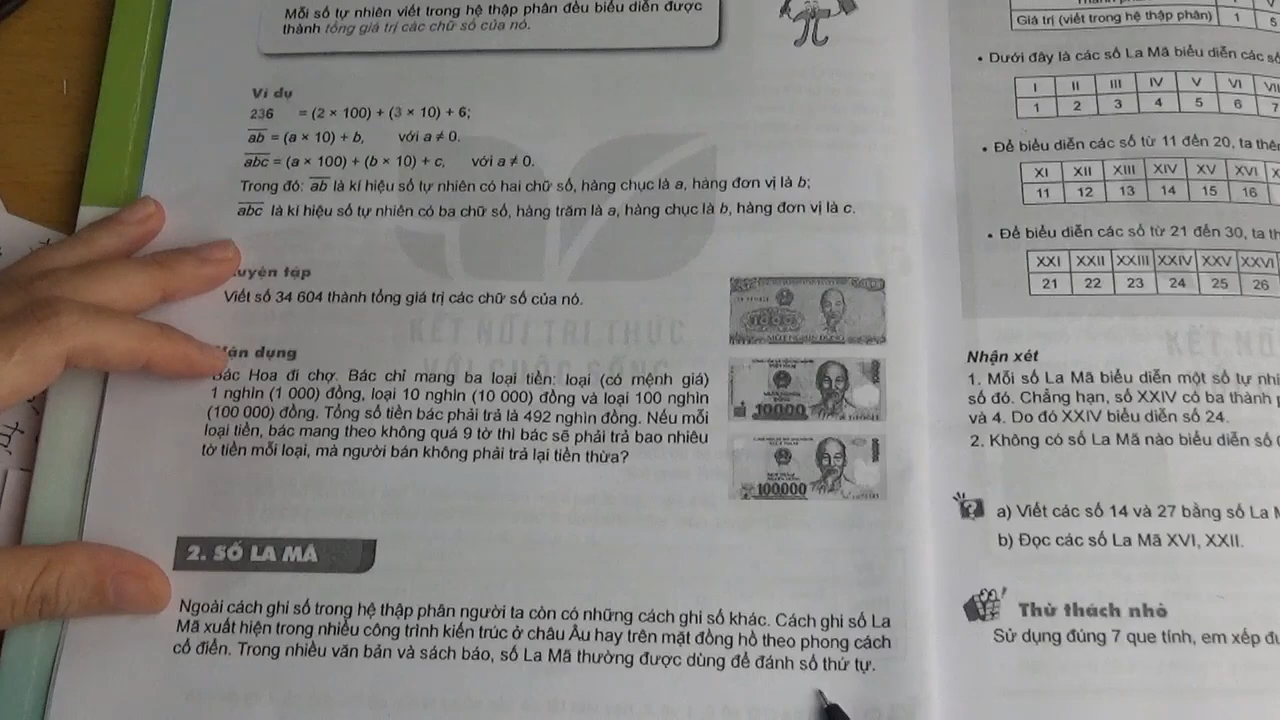 Mỗi số tự nhiên viết trong hệ thập phân đều biểu diễn được
thành tổng giá trị các chữ số của nó.
Ví dụ
236 = (2 × 100) + (3 × 10) + 6;
ab = (a × 10) + b, với a ≠ 0.
abc = (a × 100) + (b × 10) + c, với a ≠ 0.
Trong đó: ab là kí hiệu số tự nhiên có hai chữ số, hàng chục là a, hàng đơn vị là b;
abc là kí hiệu số tự nhiên có ba chữ số, hàng trăm là a, hàng chục là b, hàng đơn vị là c.
uyện tập
Viết số 34 604 thành tổng giá trị các chữ số của nó.
KẾT NỐI TRI THỨC
VỚI CUỘC SỐNG
Vận dụng
Bác Hoa đi chợ. Bác chỉ mang ba loại tiền: loại (có mệnh giá)
1 nghìn (1 000) đồng, loại 10 nghìn (10 000) đồng và loại 100 nghìn
(100 000) đồng. Tổng số tiền bác phải trả là 492 nghìn đồng. Nếu mỗi
loại tiền, bác mang theo không quá 9 tờ thì bác sẽ phải trả bao nhiêu
tờ tiền mỗi loại, mà người bán không phải trả lại tiền thừa?
1000
10000
100000
2. SỐ LA MÃ
Ngoài cách ghi số trong hệ thập phân người ta còn có những cách ghi số khác. Cách ghi số La
Mã xuất hiện trong nhiều công trình kiến trúc ở châu Âu hay trên mặt đồng hồ theo phong cách
cổ điển. Trong nhiều văn bản và sách báo, số La Mã thường được dùng để đánh số thứ tự.
Giá trị (viết trong hệ thập phân) 1 5
• Dưới đây là các số La Mã biểu diễn các số
I II III IV V VI VII
1 2 3 4 5 6 7
• Để biểu diễn các số từ 11 đến 20, ta thêm
XI XII XIII XIV XV XVI X
11 12 13 14 15 16
• Để biểu diễn các số từ 21 đến 30, ta th
XXI XXII XXIII XXIV XXV XXVI
21 22 23 24 25 26
KẾT NỐ
Nhận xét
1. Mỗi số La Mã biểu diễn một số tự nhi
số đó. Chẳng hạn, số XXIV có ba thành p
và 4. Do đó XXIV biểu diễn số 24.
2. Không có số La Mã nào biểu diễn số 0
?
a) Viết các số 14 và 27 bằng số La M
b) Đọc các số La Mã XVI, XXII.
Thử thách nhỏ
Sử dụng đúng 7 que tính, em xếp đư